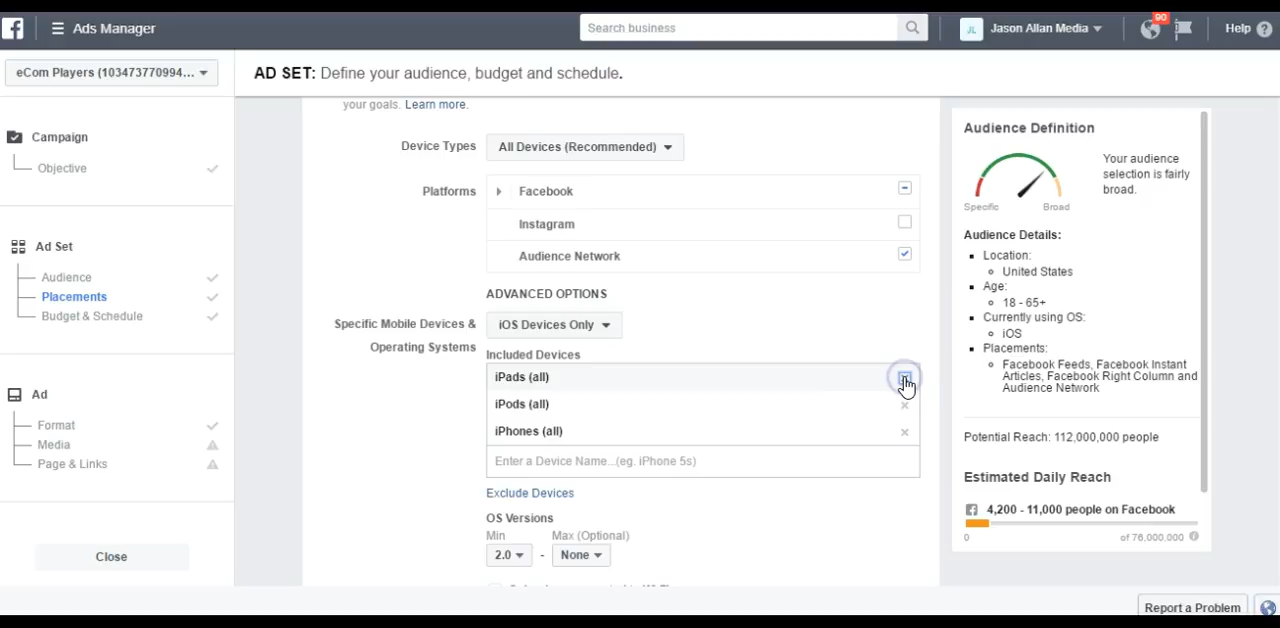 Ads Manager
Search business
JL
Jason Allan Media
90
Help
eCom Players (103473770994...
AD SET: Define your audience, budget and schedule.
Campaign
Objective
Ad Set
Audience
Placements
Budget & Schedule
Ad
Format
Media
Page & Links
Close
your goals. Learn more.
Device Types
All Devices (Recommended)
Platforms
Facebook
Instagram
Audience Network
ADVANCED OPTIONS
Specific Mobile Devices &
Operating Systems
iOS Devices Only
Included Devices
iPads (all)
iPods (all)
iPhones (all)
Enter a Device Name...(eg. iPhone 5s)
Exclude Devices
OS Versions
Min
Max (Optional)
2.0 - None
Audience Definition
Your audience
selection is fairly
broad.
Specific
Broad
Audience Details:
Location:
United States
Age:
18 - 65+
Currently using OS:
iOS
Placements:
Facebook Feeds, Facebook Instant
Articles, Facebook Right Column and
Audience Network
Potential Reach: 112,000,000 people
Estimated Daily Reach
4,200 - 11,000 people on Facebook
0
of 76,000,000
Report a Problem